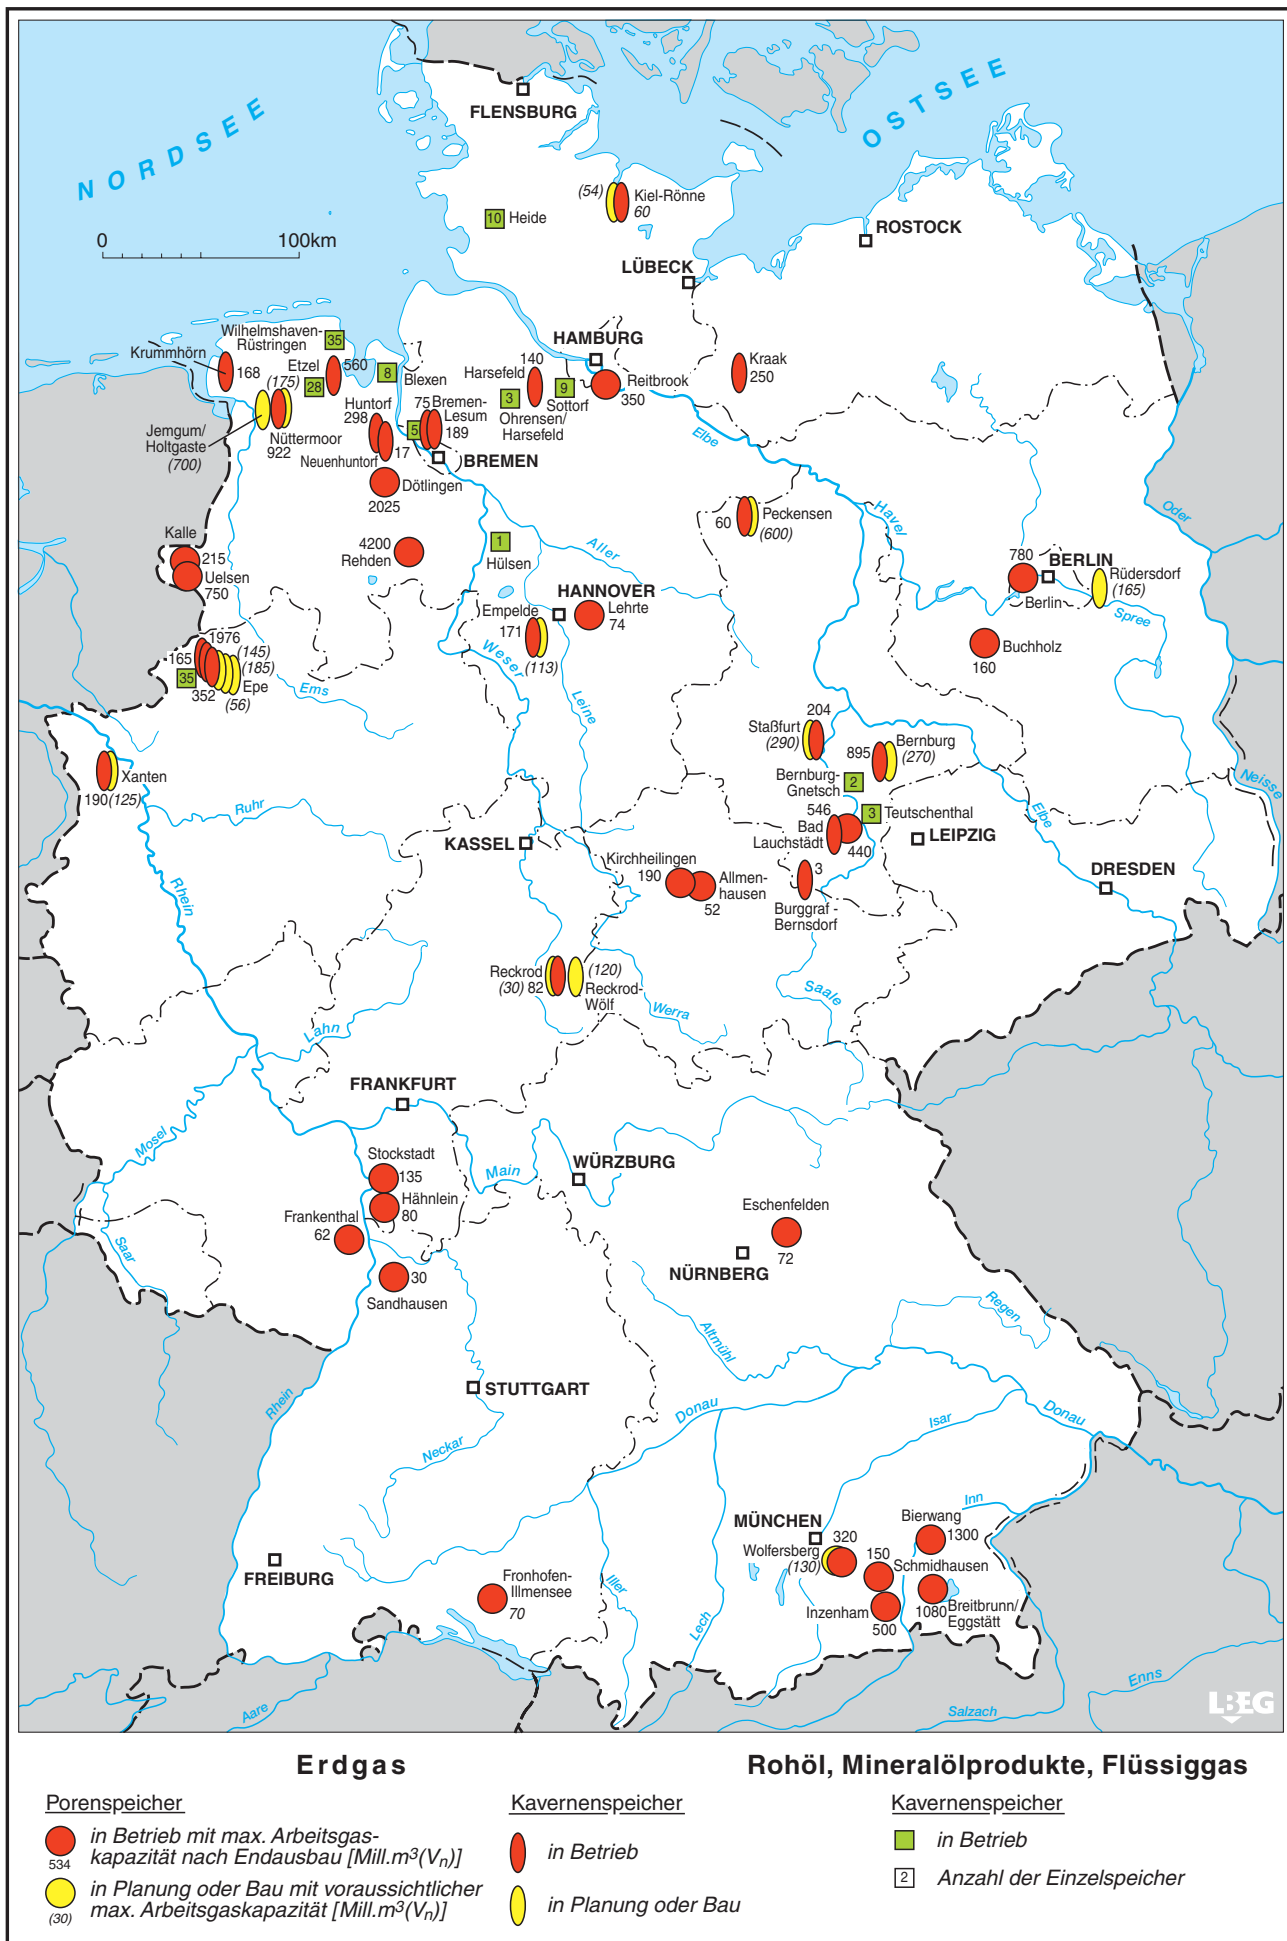 NORDSEE
OSTSEE
FLENSBURG
(54)
Kiel-Rönne
60
10
Heide
0
100km
ROSTOCK
LÜBECK
Wilhelmshaven-
Rüstringen
35
Krummhörn
168
Etzel
560
28
(175)
8
Blexen
HAMBURG
140
Harsefeld
3
9
Sottorf
Ohrensen/
Harsefeld
Reitbrook
350
Kraak
250
Jemgum/
Holtgaste
(700)
Nüttermoor
922
Huntorf
298
Neuenhuntorf
17
5
75
Bremen-
Lesum
189
BREMEN
Elbe
Dötlingen
2025
Kalle
215
Uelsen
750
4200
Rehden
1
Hülsen
Aller
60
Peckensen
(600)
Havel
Oder
780
BERLIN
Berlin
Rüdersdorf
(165)
Spree
HANNOVER
Empelde
171
(113)
Lehrte
74
Buchholz
160
1976
165
(145)
(185)
35
352
Epe
(56)
Ems
Weser
Leine
204
Staßfurt
(290)
895
Bernburg
(270)
Xanten
190
(125)
Ruhr
Bernburg-
Gnetsch
2
546
3
Teutschenthal
Bad
Lauchstädt
440
LEIPZIG
Elbe
Neisse
KASSEL
Kirchheilingen
190
Allmen-
hausen
52
3
Burggraf -
Bernsdorf
DRESDEN
Rhein
Reckrod
(30)
82
(120)
Reckrod-
Wölf
Werra
Saale
Lahn
FRANKFURT
Mosel
Stockstadt
135
Hähnlein
80
Main
WÜRZBURG
Frankenthal
62
Saar
30
Sandhausen
Eschenfelden
72
NÜRNBERG
Regen
Altmühl
STUTTGART
Rhein
Neckar
Donau
Isar
Donau
Inn
MÜNCHEN
320
Wolfersberg
(130)
150
Bierwang
1300
Schmidhausen
Inzenham
500
1080
Breitbrunn/
Eggstätt
FREIBURG
Fronhofen-
Illmensee
70
Iller
Lech
Aare
Salzach
Enns
LBEG
Erdgas
Rohöl, Mineralölprodukte, Flüssiggas
Porenspeicher
534
in Betrieb mit max. Arbeitsgas-
kapazität nach Endausbau [Mill.m³(Vn)]
(30)
in Planung oder Bau mit voraussichtlicher
max. Arbeitsgaskapazität [Mill.m³(Vn)]
Kavernenspeicher
in Betrieb
in Planung oder Bau
Kavernenspeicher
in Betrieb
2
Anzahl der Einzelspeicher